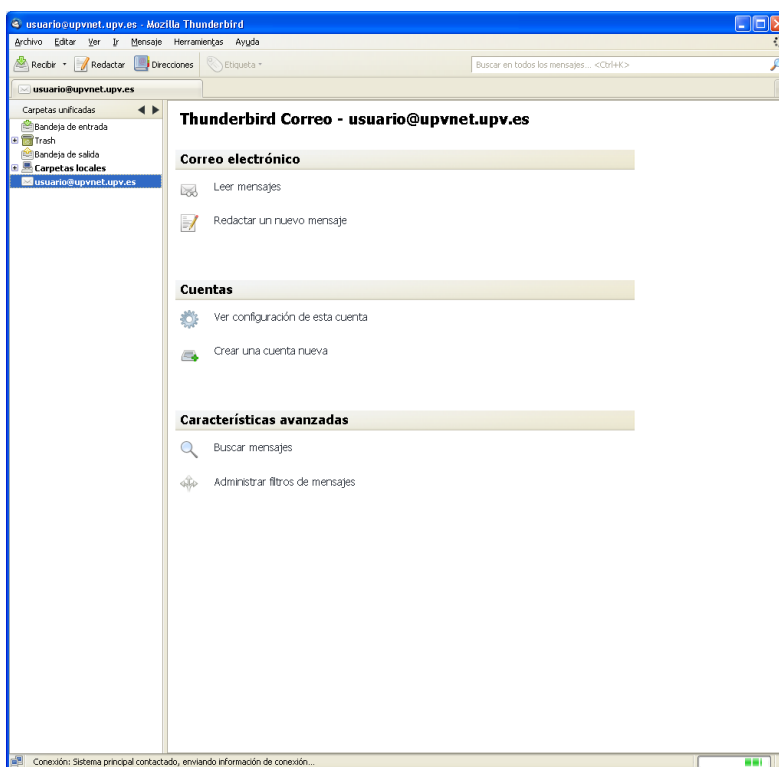 usuario@upvnet.upv.es - Mozilla Thunderbird
Archivo Editar Ver Ir Mensaje Herramientas Ayuda
Recibir Redactar Direcciones Etiqueta Buscar en todos los mensajes... <Ctrl+K>
usuario@upvnet.upv.es
Carpetas unificadas
Bandeja de entrada
Trash
Bandeja de salida
Carpetas locales
usuario@upvnet.upv.es
Thunderbird Correo - usuario@upvnet.upv.es
Correo electrónico
Leer mensajes
Redactar un nuevo mensaje
Cuentas
Ver configuración de esta cuenta
Crear una cuenta nueva
Características avanzadas
Buscar mensajes
Administrar filtros de mensajes
Conexión: Sistema principal contactado, enviando información de conexión...